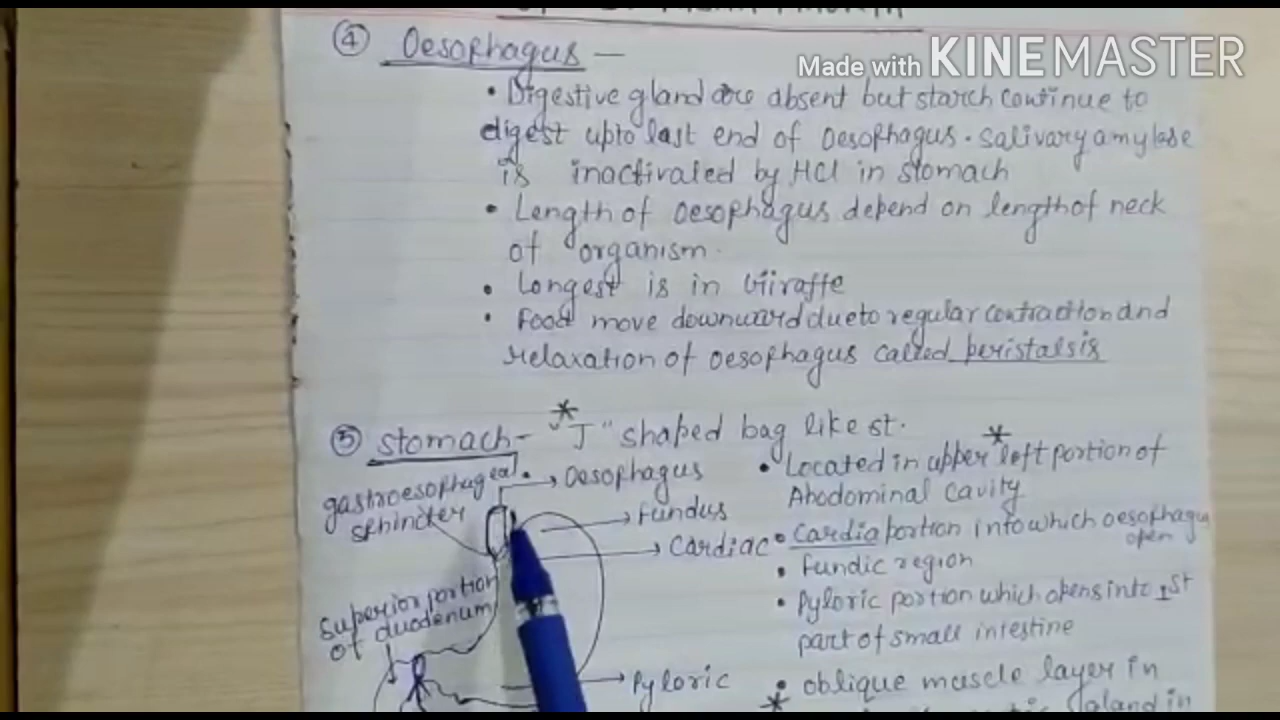 Made with KINEMASTER
④ Oesophagus —
• Digestive gland are absent but starch continue to
digest upto last end of oesophagus. salivary amylase
is inactivated by HCl in stomach
• Length of oesophagus depend on length of neck
of organism.
• Longest is in Giraffe
• Food move downward due to regular contraction and
relaxation of oesophagus called peristalsis
⑤ stomach - * "J" shaped bag like st.
gastroesophageal
sphincter
Oesophagus
Fundus
Cardiac
superior portion
of duodenum
Pyloric
• Located in upper * left portion of
Abodominal cavity
• Cardia portion into which oesophagus
open
• Fundic region
• Pyloric portion which opens into 1st
part of small intestine
• oblique muscle layer in
* gland in